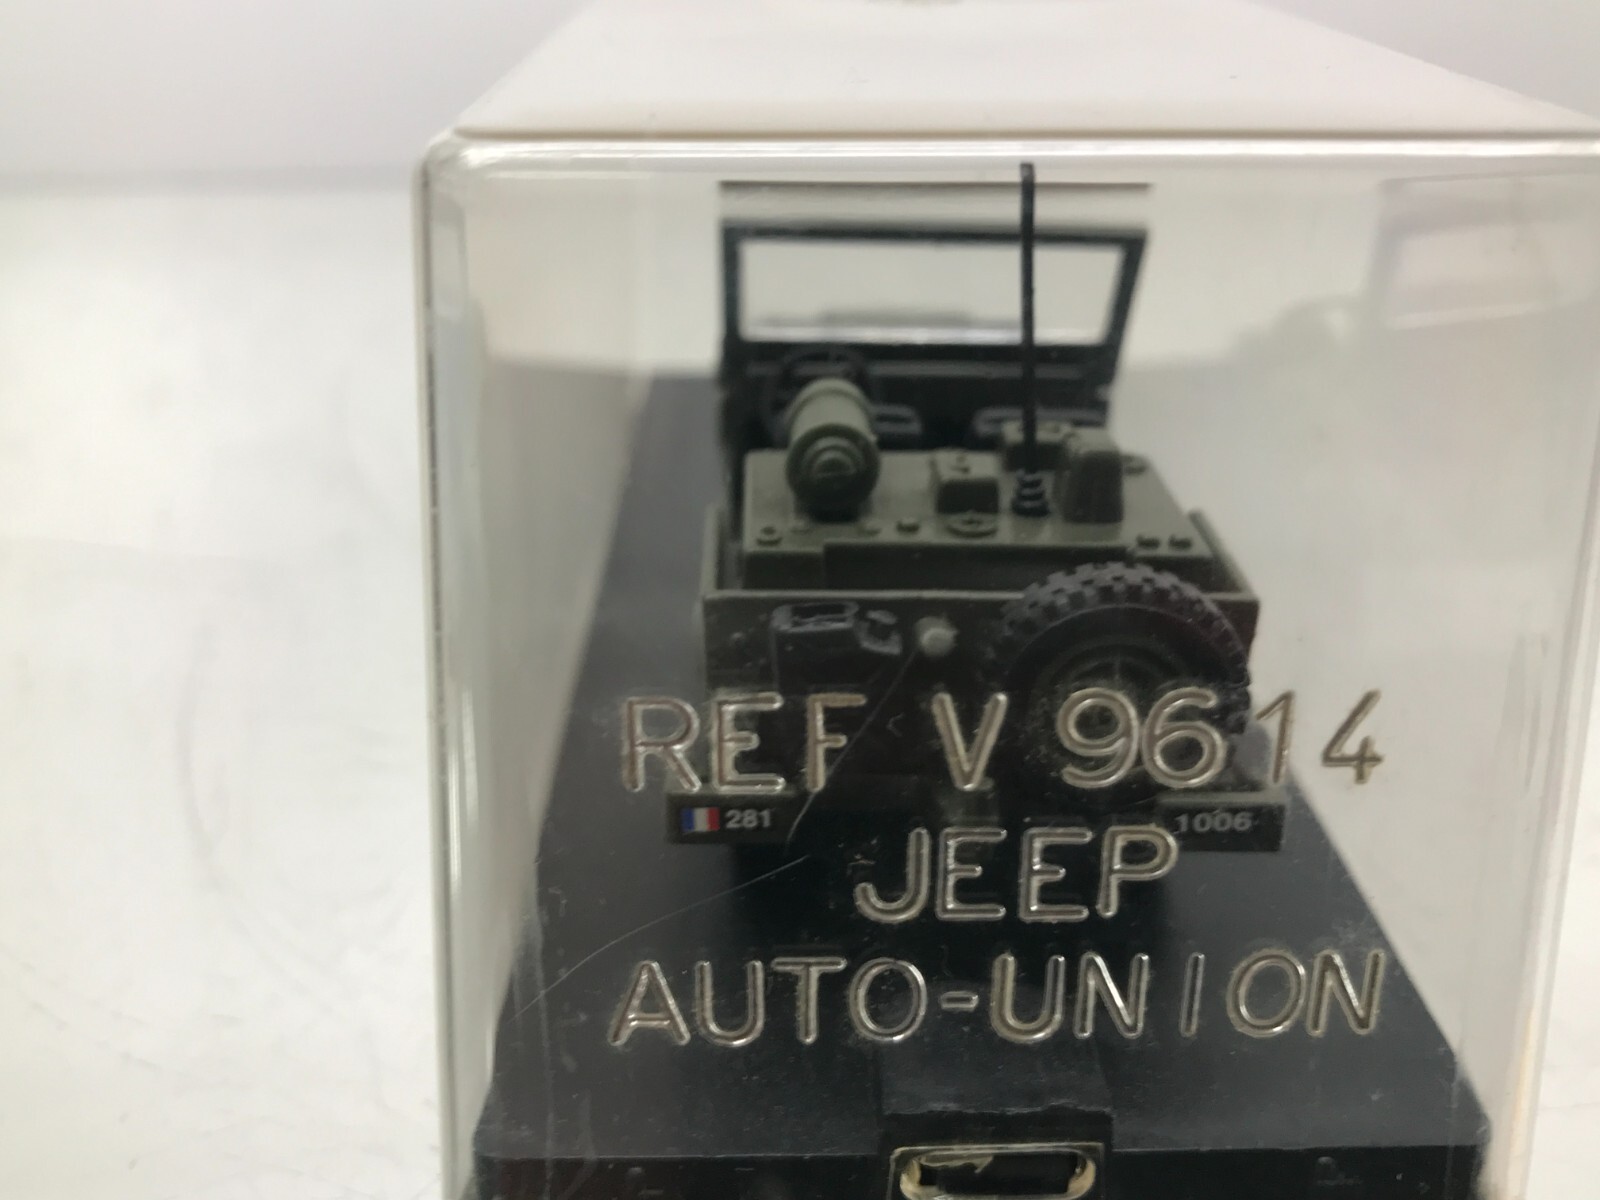 REF V 9614
281 1006
JEEP
AUTO-UNION